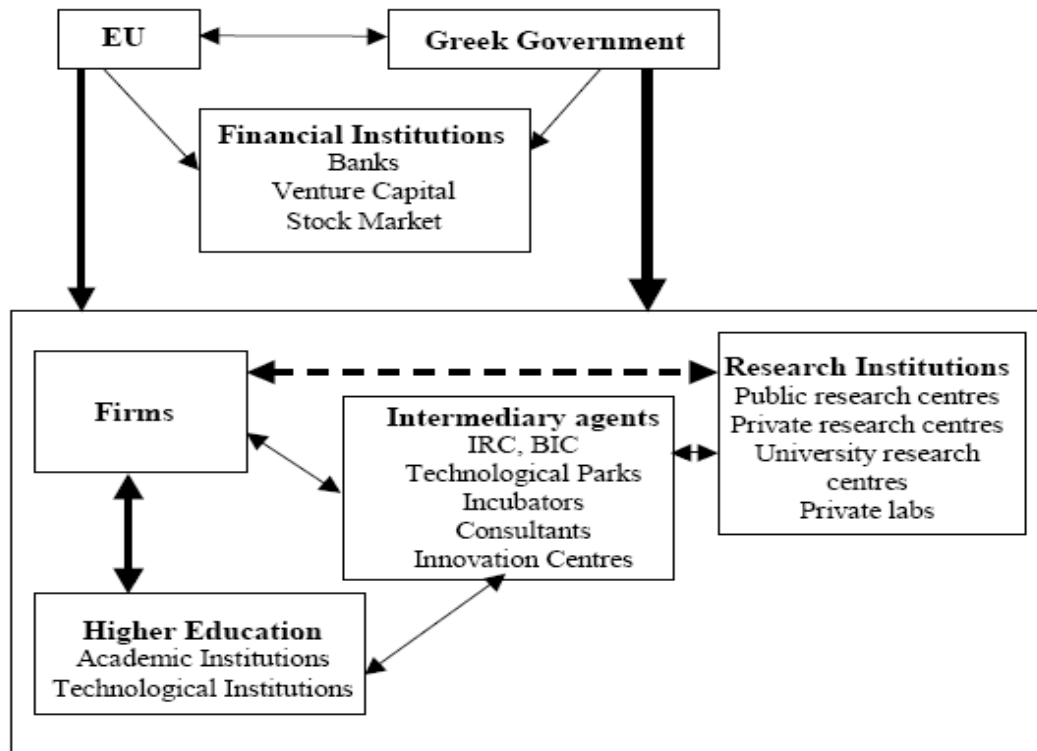 EU
Greek Government
Financial Institutions
Banks
Venture Capital
Stock Market
Firms
Intermediary agents
IRC, BIC
Technological Parks
Incubators
Consultants
Innovation Centres
Research Institutions
Public research centres
Private research centres
University research
centres
Private labs
Higher Education
Academic Institutions
Technological Institutions